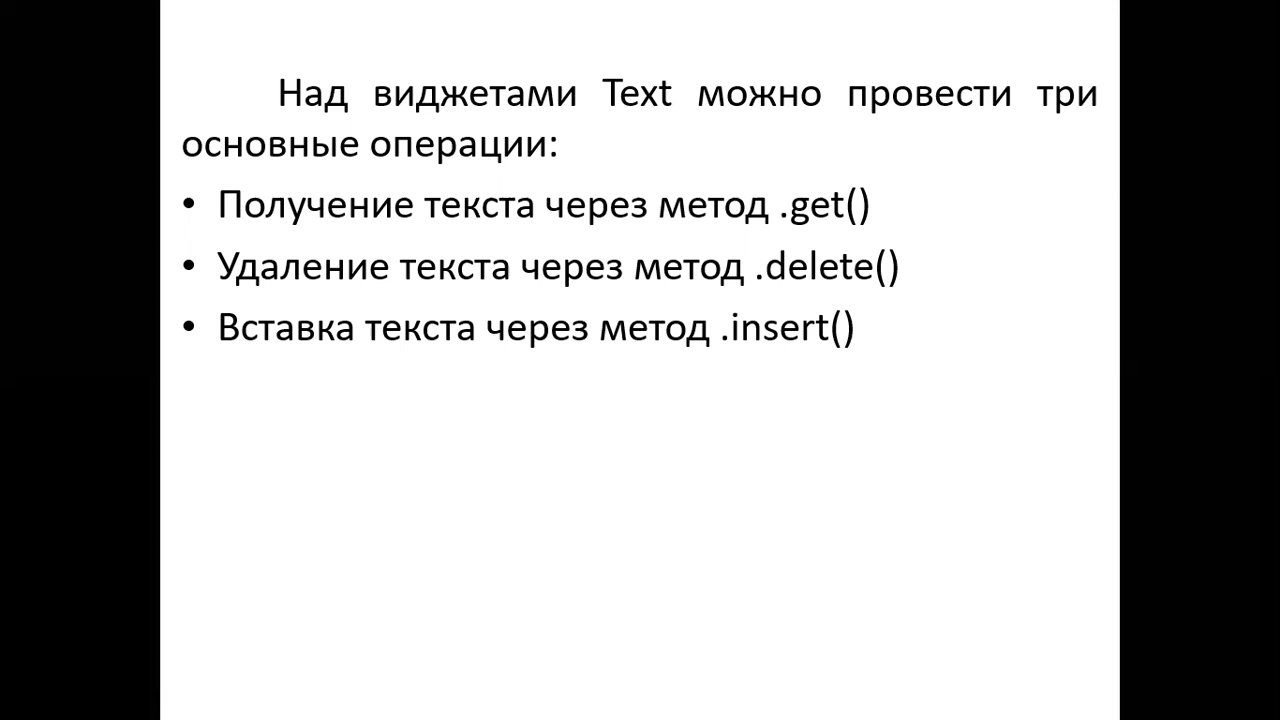 Над виджетами Text можно провести три
основные операции:
• Получение текста через метод .get()
• Удаление текста через метод .delete()
• Вставка текста через метод .insert()